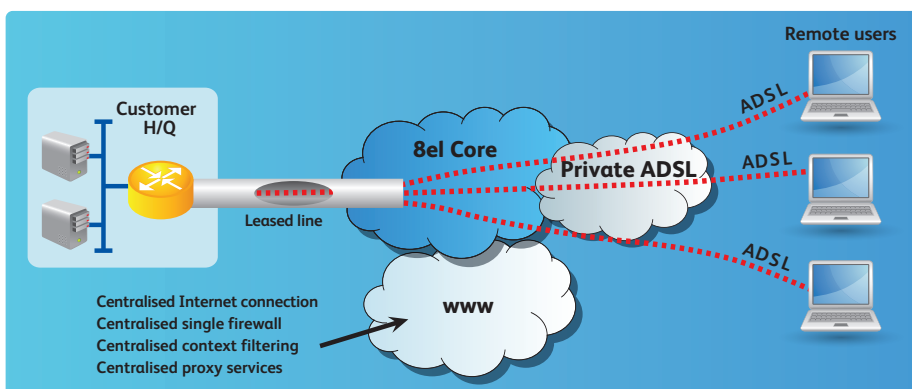 Remote users
Customer
H/Q
8el Core
Private ADSL
ADSL
ADSL
ADSL
Leased line
www
Centralised Internet connection
Centralised single firewall
Centralised context filtering
Centralised proxy services